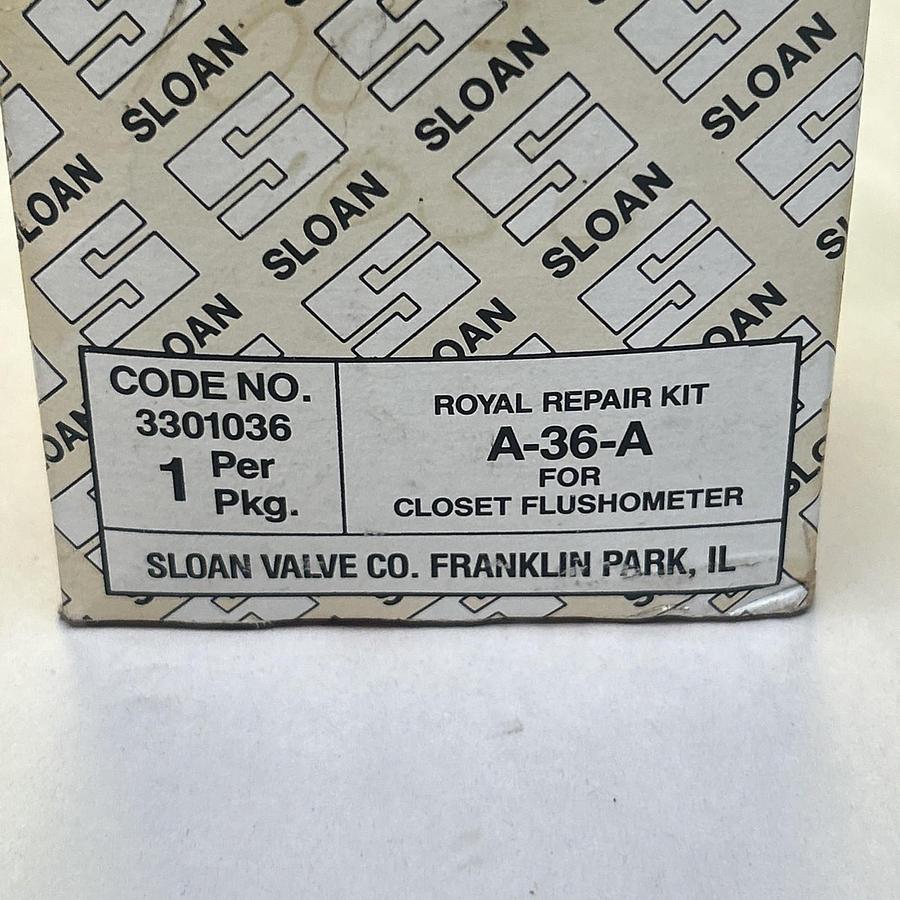 SLOAN
SLOAN
SLOAN
SLOAN
SLOAN
SLOAN
CODE NO.
3301036
1 Per
Pkg.
ROYAL REPAIR KIT
A-36-A
FOR
CLOSET FLUSHOMETER
SLOAN VALVE CO. FRANKLIN PARK, IL